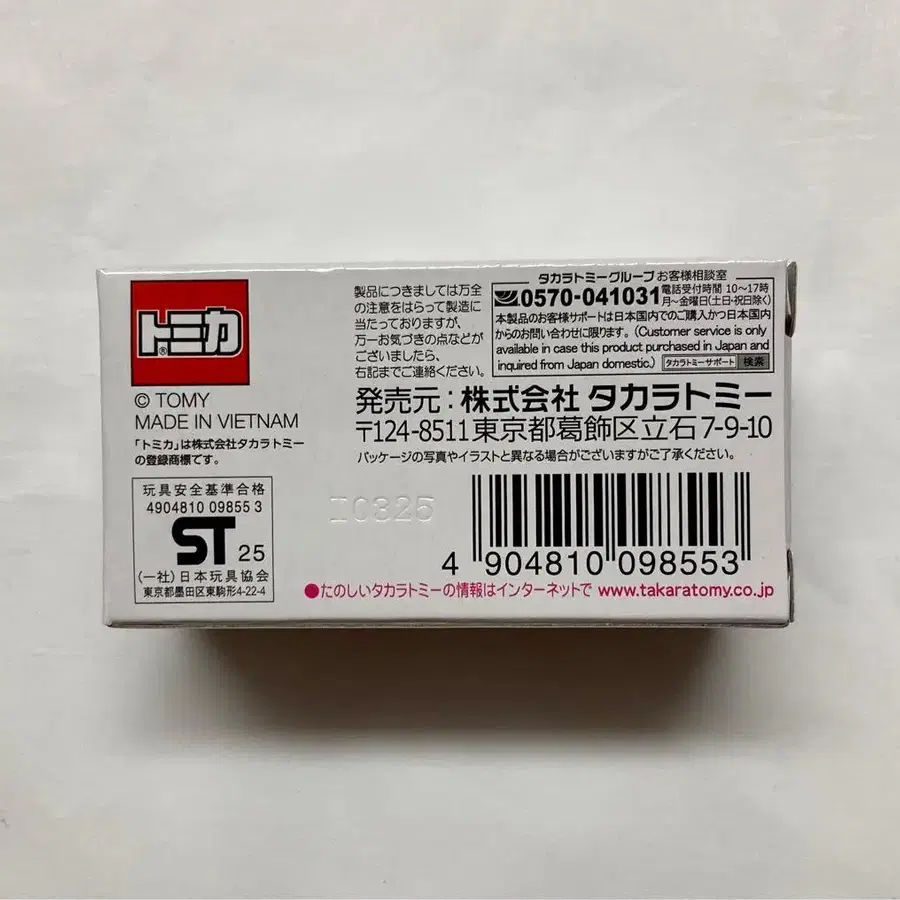 トミカ®
© TOMY
MADE IN VIETNAM
「トミカ」は株式会社タカラトミー
の登録商標です。
玩具安全基準合格
4904810 09855 3
ST 25
(一社)日本玩具協会
東京都墨田区東駒形4-22-4
製品につきましては万全
の注意をはらって製造に
当たっておりますが、
万一お気づきの点などが
ございましたら、
右記までご連絡ください。
タカラトミーグループ お客様相談室
0570-041031 電話受付時間 10～17時
月～金曜日(土・日・祝日除く)
本製品のお客様サポートは日本国内でのご購入かつ日本国内
からのお問い合わせに限ります。(Customer service is only
available in case this product purchased in Japan and
inquired from Japan domestic.) タカラトミーサポート 検索
発売元：株式会社 タカラトミー
〒124-8511 東京都葛飾区立石7-9-10
パッケージの写真やイラストと異なる場合がございますがご了承ください。
I0325
4 904810 098553
●たのしいタカラトミーの情報はインターネットで www.takaratomy.co.jp